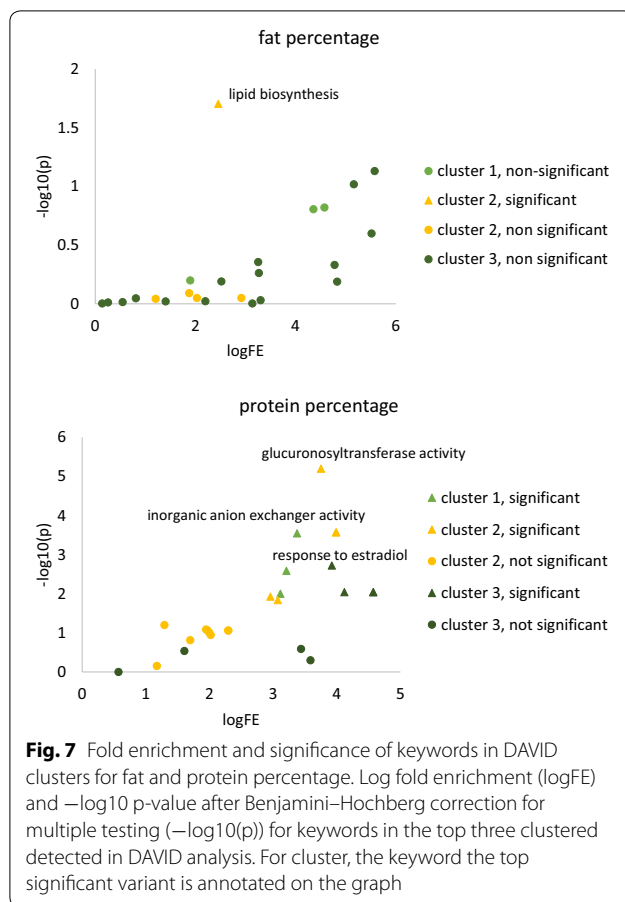 fat percentage
2
1.5
1
0.5
0
-log10(p)
lipid biosynthesis
0 2 4 6
logFE
cluster 1, non-significant
cluster 2, significant
cluster 2, non significant
cluster 3, non significant
protein percentage
6
5
4
3
2
1
0
-log10(p)
glucuronosyltransferase activity
inorganic anion exchanger activity
response to estradiol
0 1 2 3 4 5
logFE
cluster 1, significant
cluster 2, significant
cluster 2, not significant
cluster 3, significant
cluster 3, not significant
Fig. 7 Fold enrichment and significance of keywords in DAVID
clusters for fat and protein percentage. Log fold enrichment (logFE)
and −log10 p-value after Benjamini–Hochberg correction for
multiple testing (−log10(p)) for keywords in the top three clustered
detected in DAVID analysis. For cluster, the keyword the top
significant variant is annotated on the graph